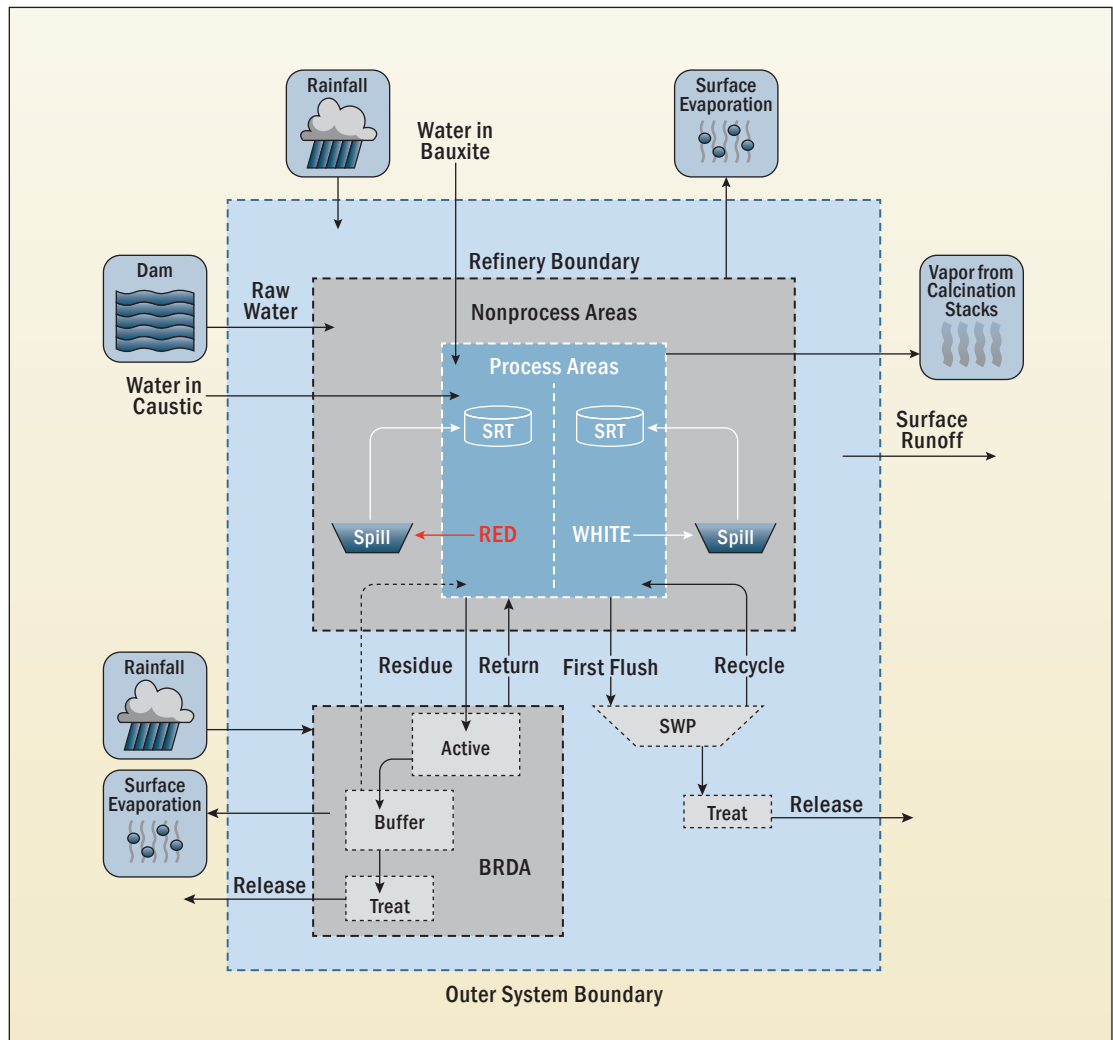 Rainfall
Surface
Evaporation
Water in
Bauxite
Refinery Boundary
Dam
Raw
Water
Nonprocess Areas
Vapor from
Calcination
Stacks
Process Areas
Water in
Caustic
SRT
SRT
Surface
Runoff
Spill
RED
WHITE
Spill
Residue
Return
First Flush
Recycle
Rainfall
SWP
Active
Surface
Evaporation
Buffer
Treat
Release
BRDA
Release
Treat
Outer System Boundary